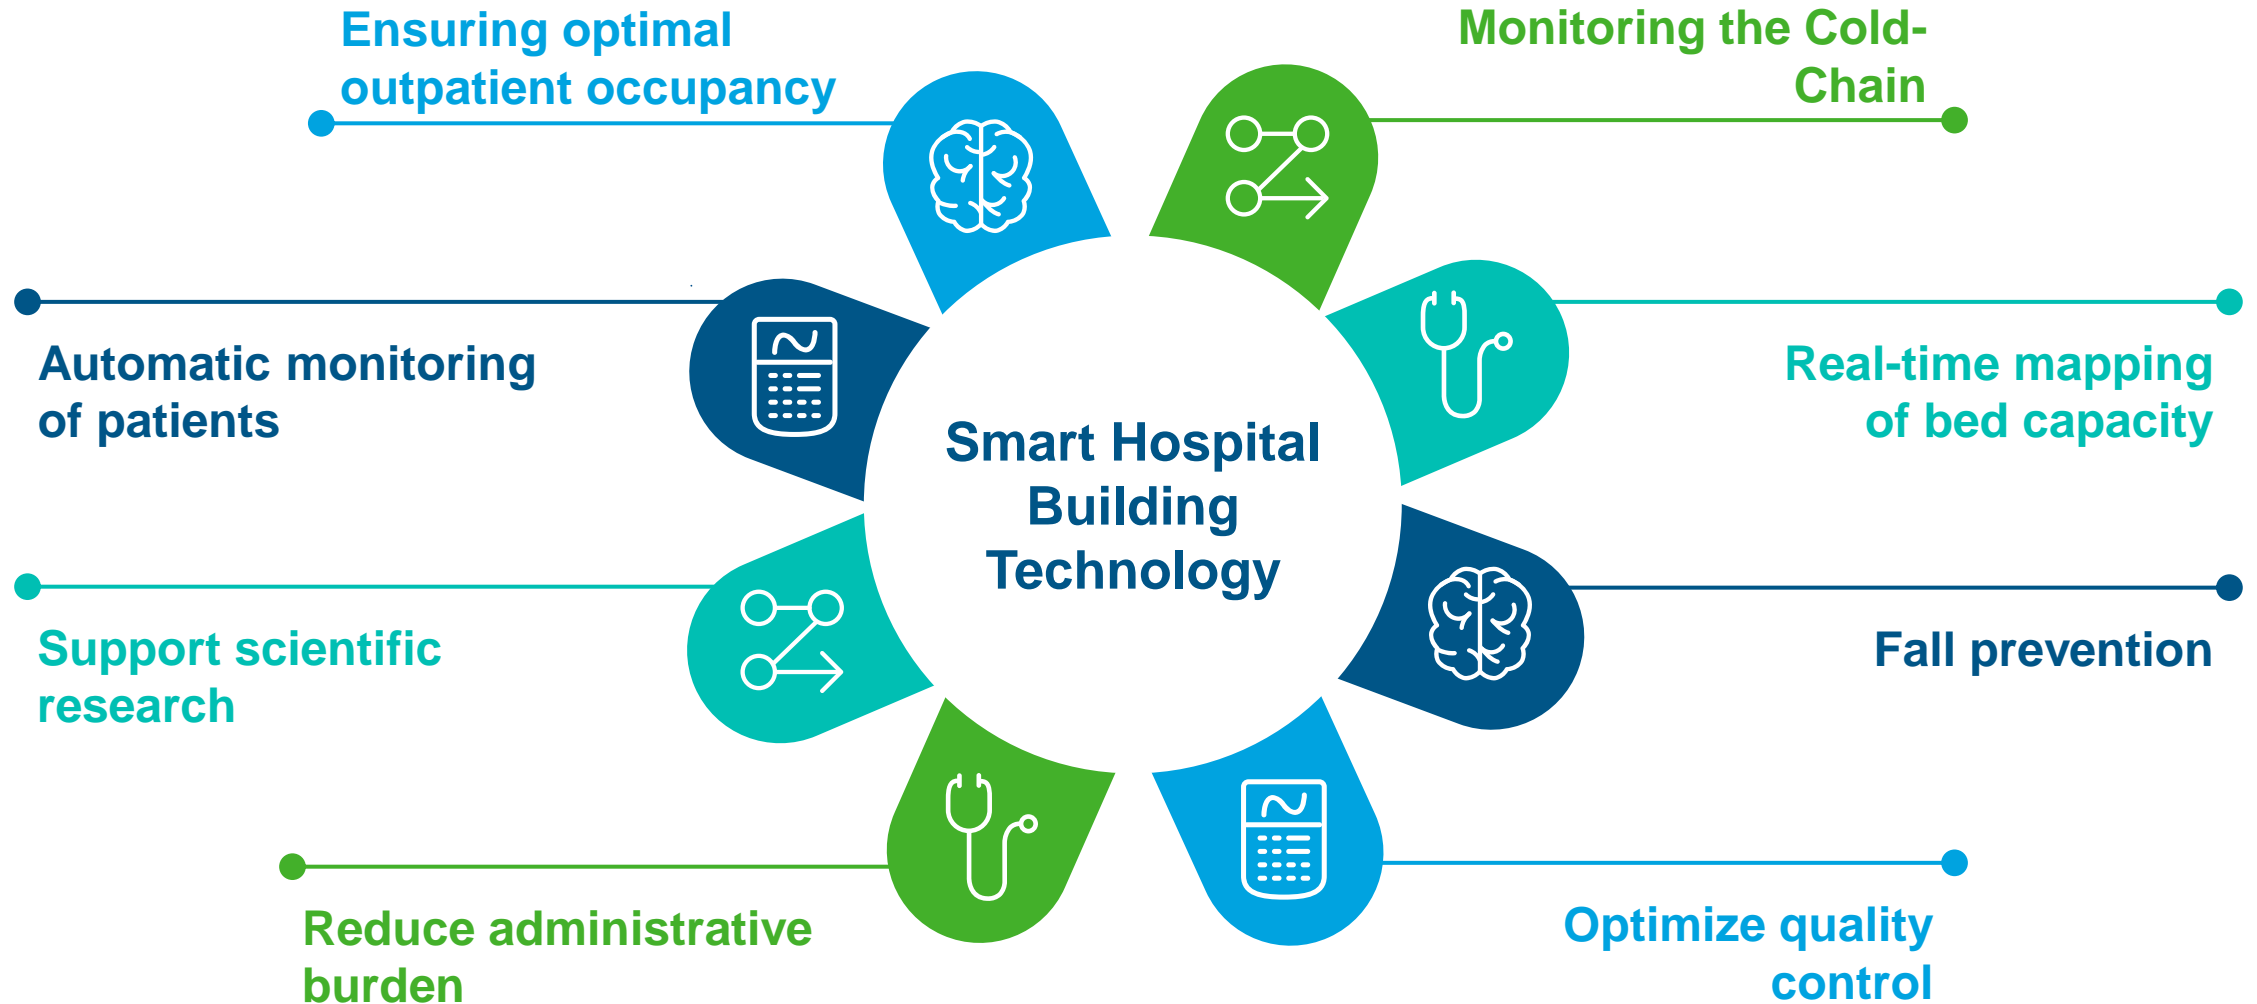 Ensuring optimal
outpatient occupancy
Monitoring the Cold-
Chain
Automatic monitoring
of patients
Real-time mapping
of bed capacity
Smart Hospital
Building
Technology
Support scientific
research
Fall prevention
Reduce administrative
burden
Optimize quality
control